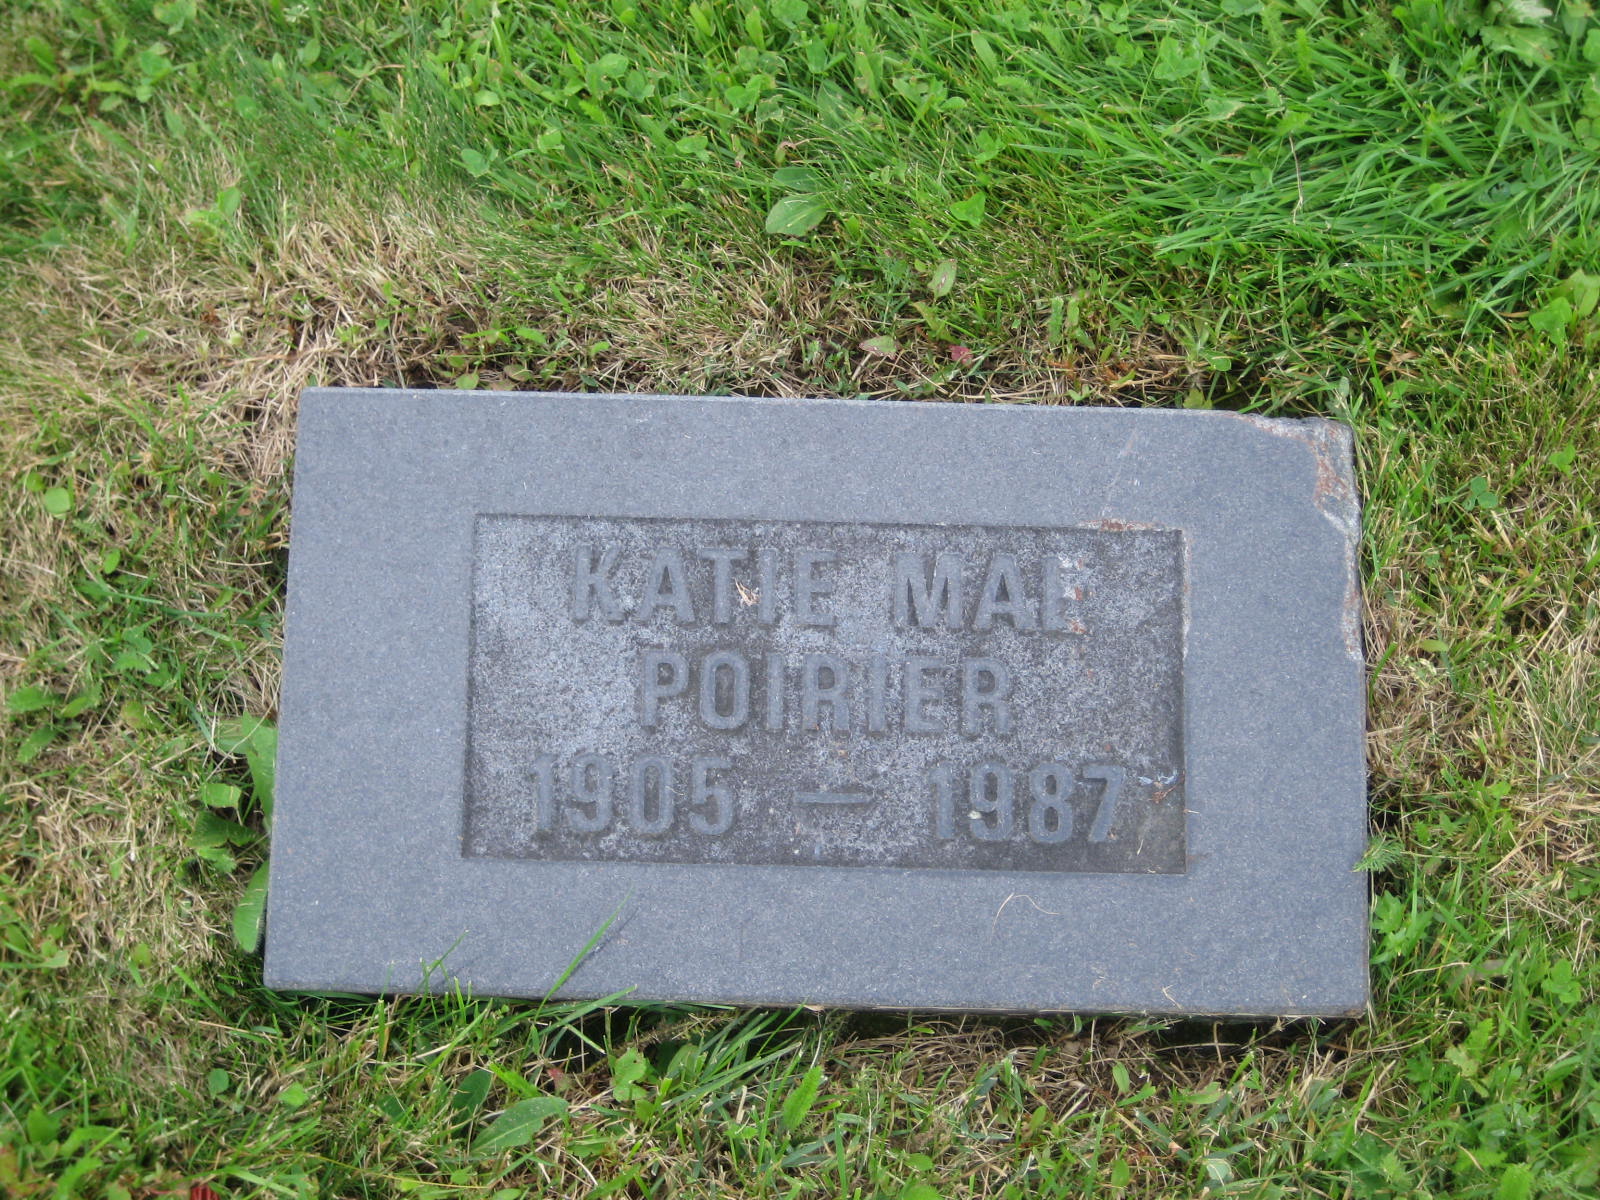 KATIE MAE
POIRIER
1905 — 1987